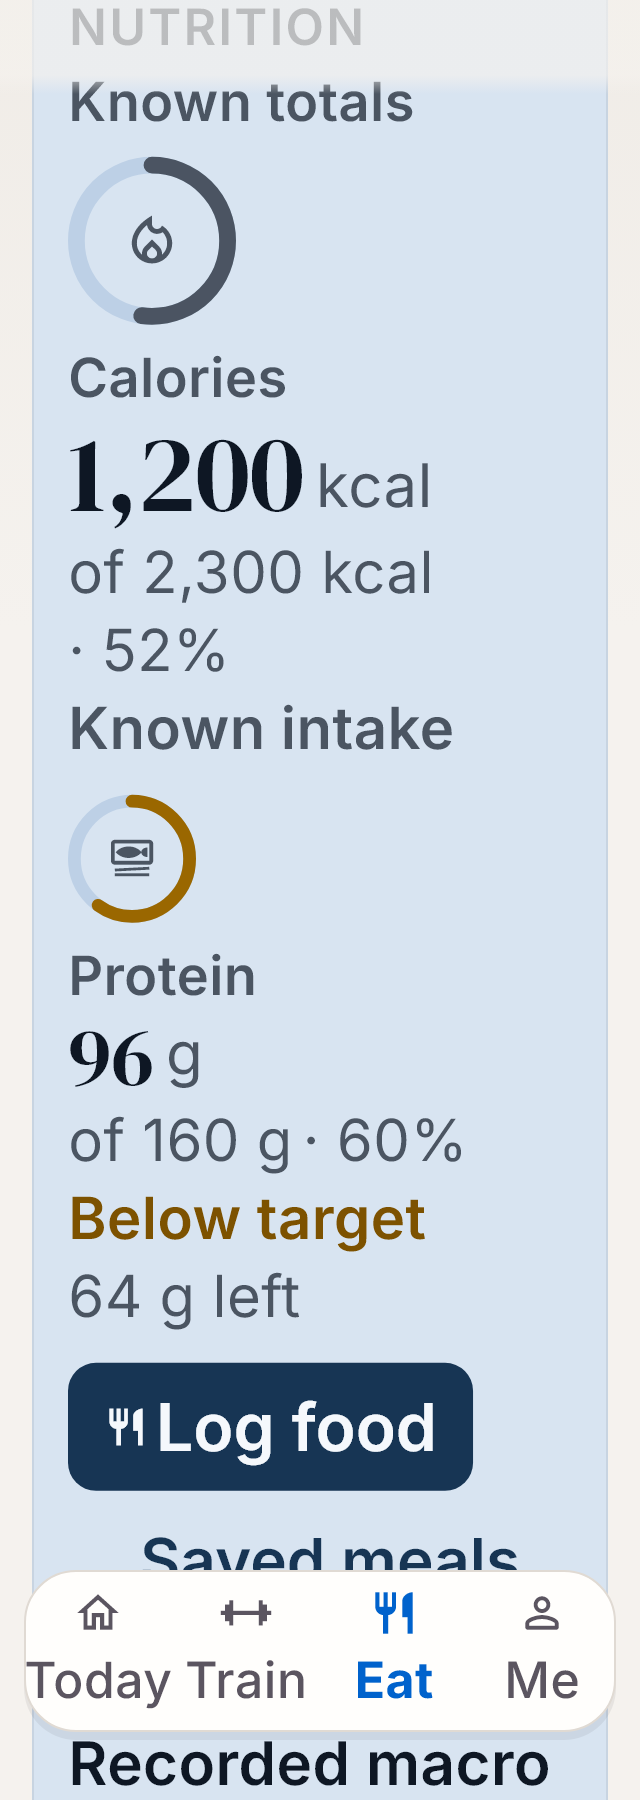 NUTRITION
Known totals
Calories
1,200 kcal
of 2,300 kcal
· 52%
Known intake
Protein
96 g
of 160 g · 60%
Below target
64 g left
Log food
Saved meals
Today Train Eat Me
Recorded macro